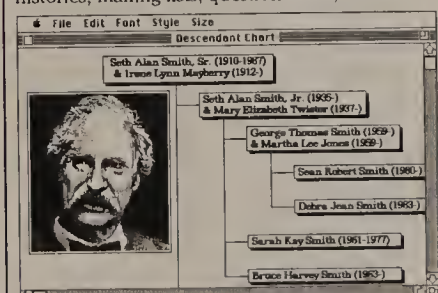 File Edit Font Style Size
Descendant Chart
Seth Alan Smith, Sr. (1910-1987)
& Irene Lynn Mayberry (1912-)
Seth Alan Smith, Jr. (1935-)
& Mary Elizabeth Twister (1937-)
George Thomas Smith (1959-)
& Martha Lee Jones (1959-)
Sean Robert Smith (1980-)
Debra Jean Smith (1983-)
Sarah Kay Smith (1961-1977)
Bruce Harvey Smith (1963-)